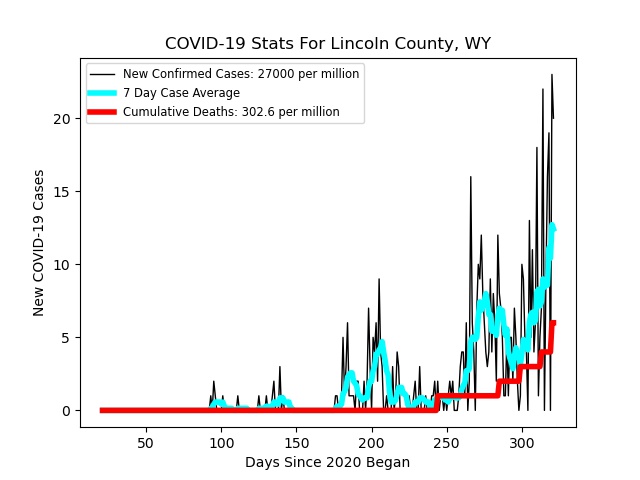 COVID-19 Stats For Lincoln County, WY
New Confirmed Cases: 27000 per million
7 Day Case Average
Cumulative Deaths: 302.6 per million
New COVID-19 Cases
20
15
10
5
0
50 100 150 200 250 300
Days Since 2020 Began